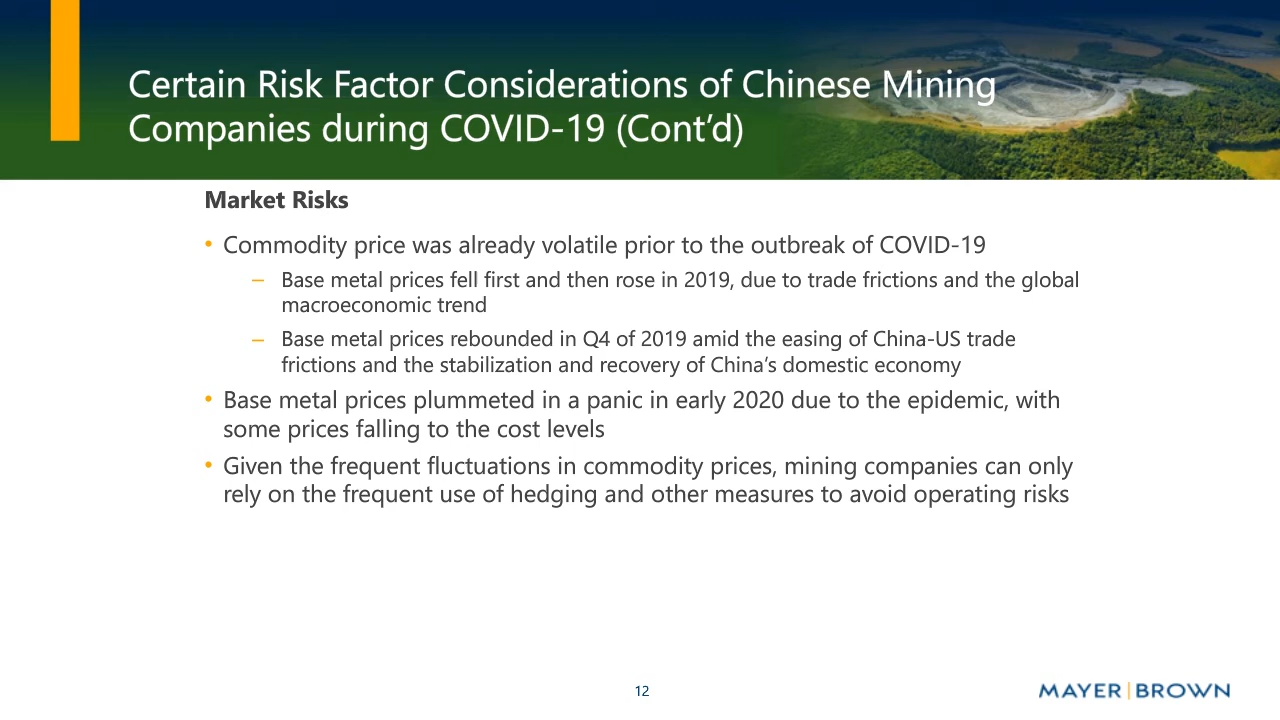 Certain Risk Factor Considerations of Chinese Mining
Companies during COVID-19 (Cont’d)
Market Risks
• Commodity price was already volatile prior to the outbreak of COVID-19
– Base metal prices fell first and then rose in 2019, due to trade frictions and the global
macroeconomic trend
– Base metal prices rebounded in Q4 of 2019 amid the easing of China-US trade
frictions and the stabilization and recovery of China’s domestic economy
• Base metal prices plummeted in a panic in early 2020 due to the epidemic, with
some prices falling to the cost levels
• Given the frequent fluctuations in commodity prices, mining companies can only
rely on the frequent use of hedging and other measures to avoid operating risks
12
MAYER | BROWN